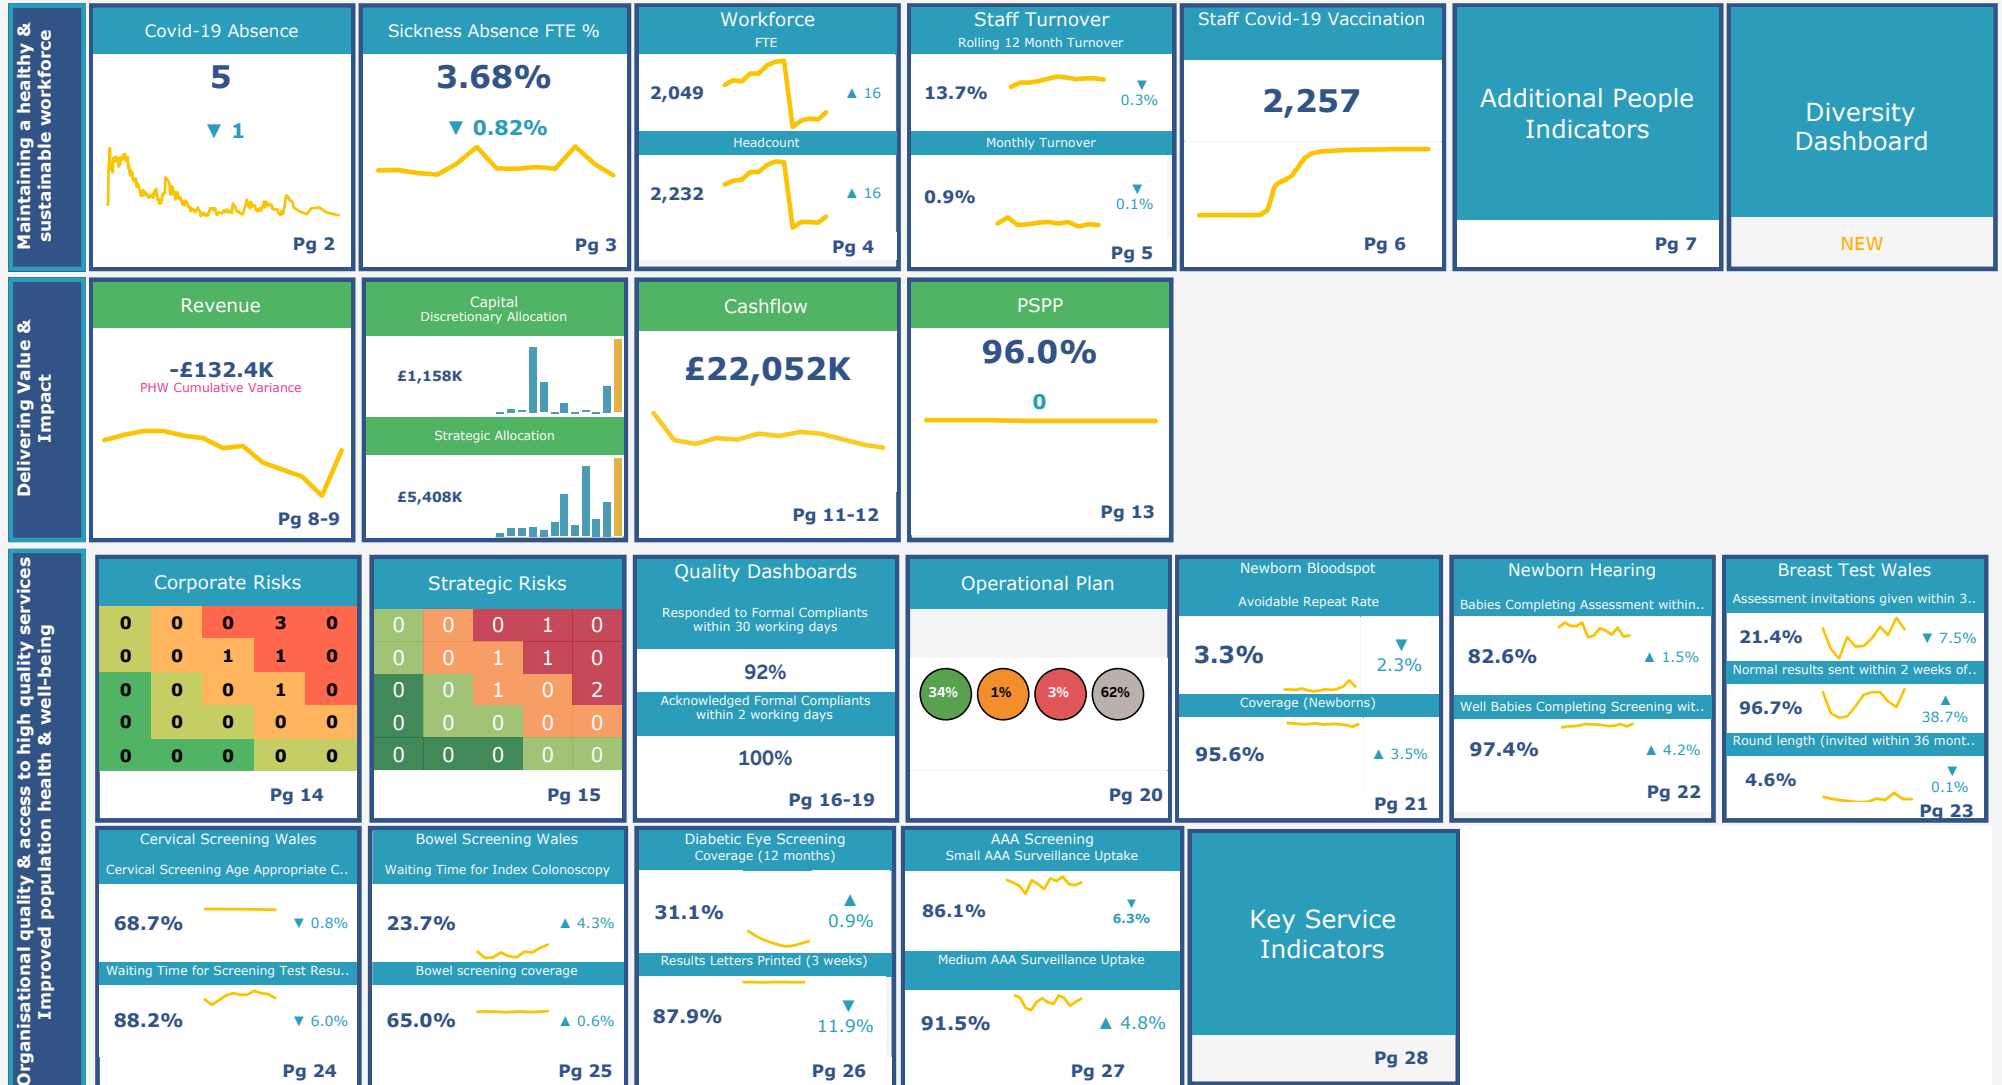 Maintaining a healthy &
sustainable workforce
Covid-19 Absence
5
▼ 1
Pg 2
Sickness Absence FTE %
3.68%
▼ 0.82%
Pg 3
Workforce
FTE
2,049
▲ 16
Headcount
2,232
▲ 16
Pg 4
Staff Turnover
Rolling 12 Month Turnover
13.7%
▼
0.3%
Monthly Turnover
0.9%
▼
0.1%
Pg 5
Staff Covid-19 Vaccination
2,257
Pg 6
Additional People
Indicators
Pg 7
Diversity
Dashboard
NEW
Delivering Value &
Impact
Revenue
-£132.4K
PHW Cumulative Variance
Pg 8-9
Capital
Discretionary Allocation
£1,158K
Strategic Allocation
£5,408K
Cashflow
£22,052K
Pg 11-12
PSPP
96.0%
0
Pg 13
Organisational quality & access to high quality services
Improved population health & well-being
Corporate Risks
0 0 0 3 0
0 0 1 1 0
0 0 0 1 0
0 0 0 0 0
0 0 0 0 0
Pg 14
Strategic Risks
0 0 0 1 0
0 0 1 1 0
0 0 1 0 2
0 0 0 0 0
0 0 0 0 0
Pg 15
Quality Dashboards
Responded to Formal Compliants
within 30 working days
92%
Acknowledged Formal Compliants
within 2 working days
100%
Pg 16-19
Operational Plan
34% 1% 3% 62%
Pg 20
Newborn Bloodspot
Avoidable Repeat Rate
3.3%
▼
2.3%
Coverage (Newborns)
95.6%
▲ 3.5%
Pg 21
Newborn Hearing
Babies Completing Assessment within..
82.6%
▲ 1.5%
Well Babies Completing Screening wit..
97.4%
▲ 4.2%
Pg 22
Breast Test Wales
Assessment invitations given within 3..
21.4%
▼ 7.5%
Normal results sent within 2 weeks of..
96.7%
▲
38.7%
Round length (invited within 36 mont..
4.6%
▼
0.1%
Pg 23
Cervical Screening Wales
Cervical Screening Age Appropriate C..
68.7%
▼ 0.8%
Waiting Time for Screening Test Resu..
88.2%
▼ 6.0%
Pg 24
Bowel Screening Wales
Waiting Time for Index Colonoscopy
23.7%
▲ 4.3%
Bowel screening coverage
65.0%
▲ 0.6%
Pg 25
Diabetic Eye Screening
Coverage (12 months)
31.1%
▲
0.9%
Results Letters Printed (3 weeks)
87.9%
▼
11.9%
Pg 26
AAA Screening
Small AAA Surveillance Uptake
86.1%
▼
6.3%
Medium AAA Surveillance Uptake
91.5%
▲ 4.8%
Pg 27
Key Service
Indicators
Pg 28